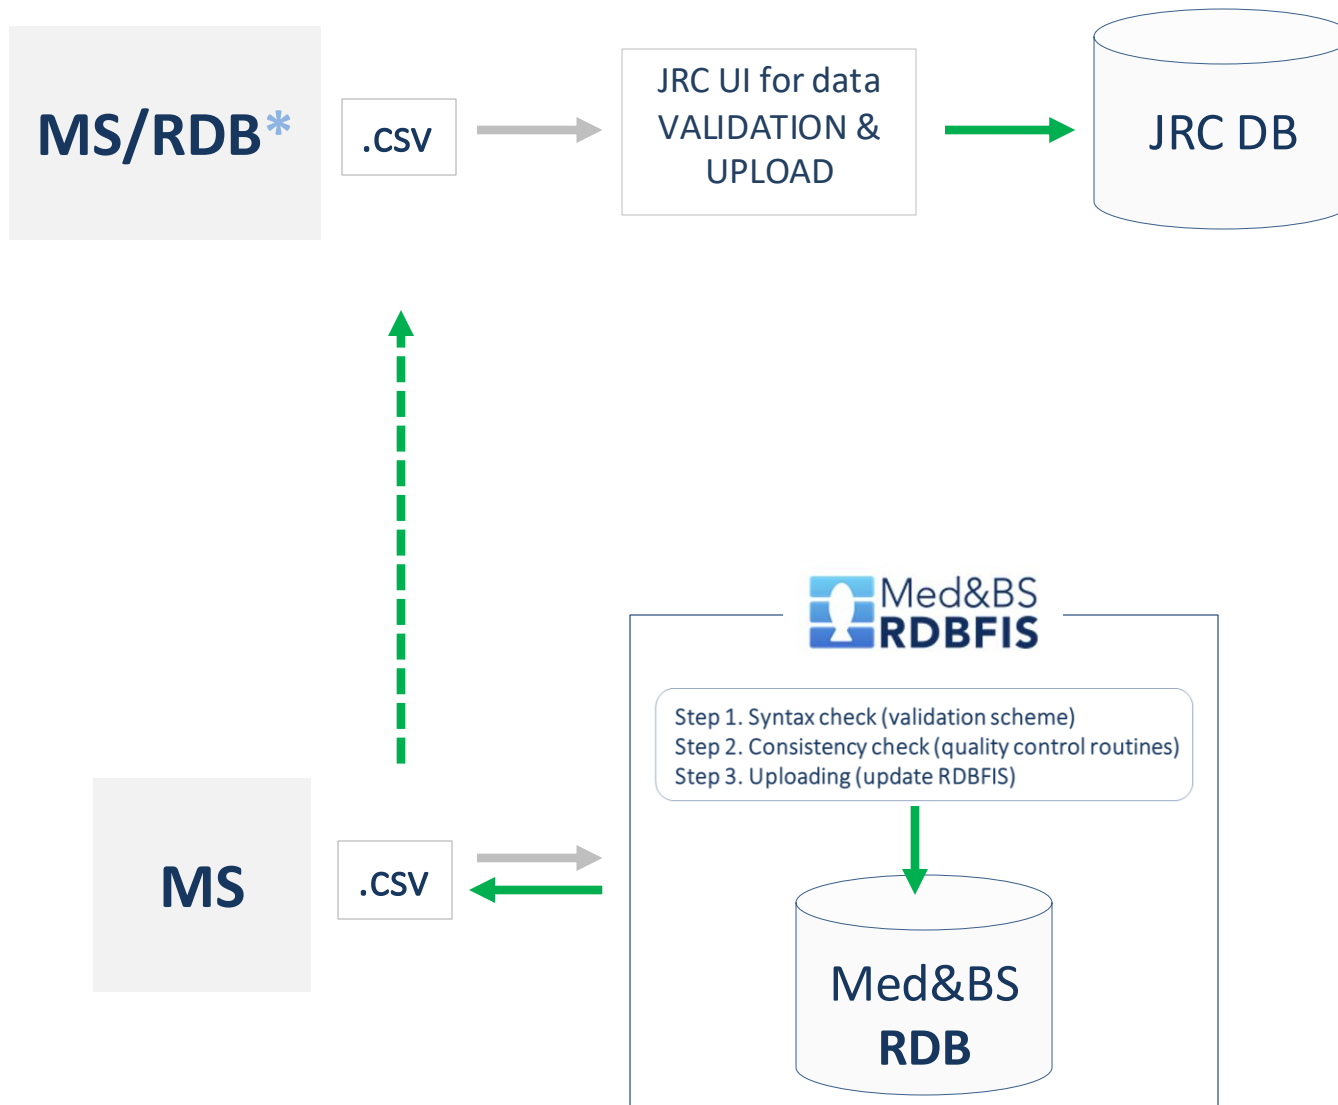 MS/RDB*
.csv
JRC UI for data
VALIDATION &
UPLOAD
JRC DB
Med&BS
RDBFIS
Step 1. Syntax check (validation scheme)
Step 2. Consistency check (quality control routines)
Step 3. Uploading (update RDBFIS)
MS
.csv
Med&BS
RDB